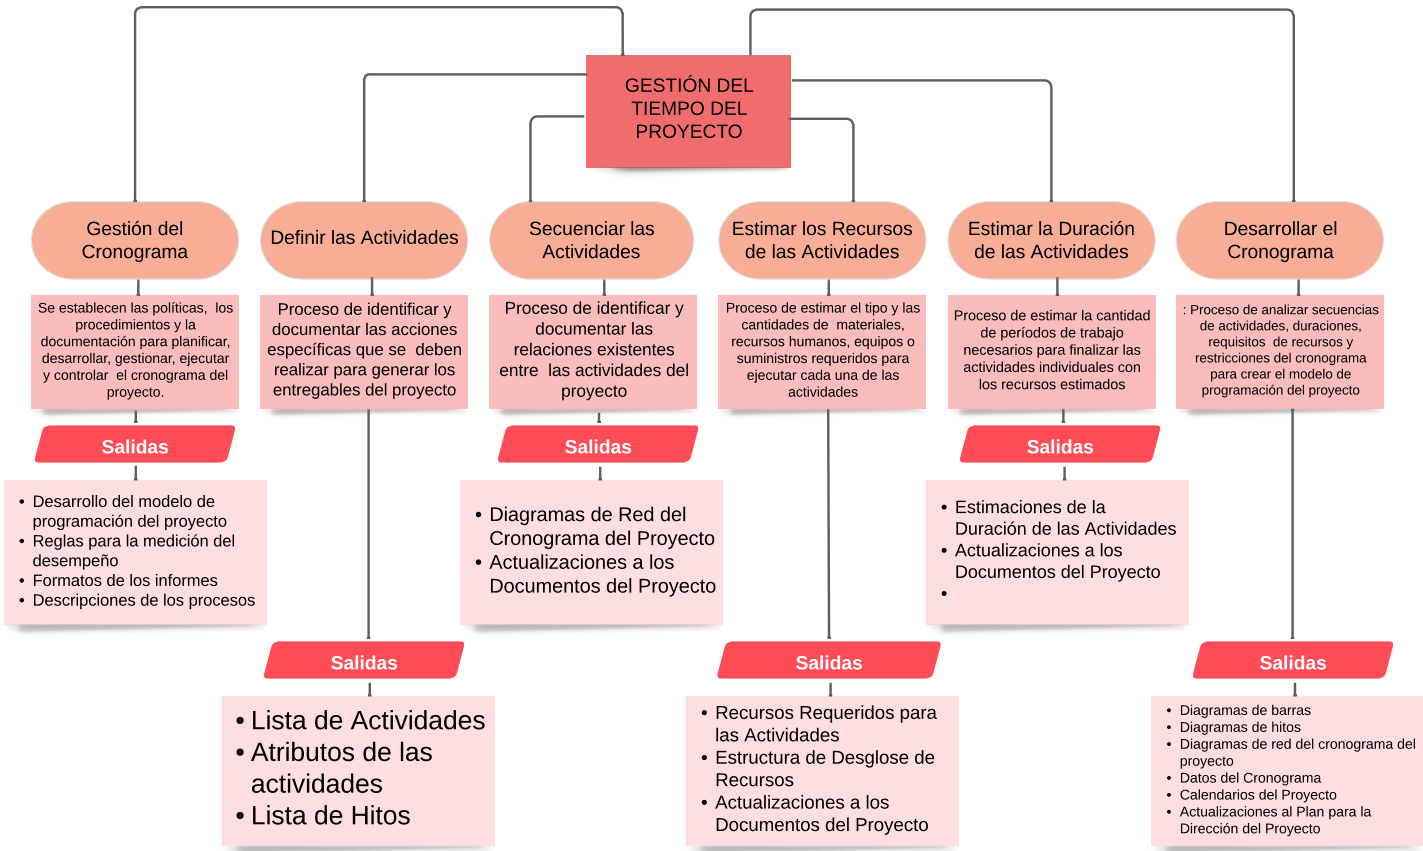 GESTIÓN DEL
TIEMPO DEL
PROYECTO
Gestión del
Cronograma
Se establecen las políticas,  los
procedimientos y la
documentación para planificar,
desarrollar, gestionar, ejecutar
y controlar  el cronograma del
proyecto.
Salidas
• Desarrollo del modelo de
programación del proyecto
• Reglas para la medición del
desempeño
• Formatos de los informes
• Descripciones de los procesos
Definir las Actividades
Proceso de identificar y
documentar las acciones
específicas que se  deben
realizar para generar los
entregables del proyecto
Salidas
• Lista de Actividades
• Atributos de las
actividades
• Lista de Hitos
Secuenciar las
Actividades
Proceso de identificar y
documentar las
relaciones existentes
entre  las actividades del
proyecto
Salidas
• Diagramas de Red del
Cronograma del Proyecto
• Actualizaciones a los
Documentos del Proyecto
Estimar los Recursos
de las Actividades
Proceso de estimar el tipo y las
cantidades de  materiales,
recursos humanos, equipos o
suministros requeridos para
ejecutar cada una de las
actividades
Salidas
• Recursos Requeridos para
las Actividades
• Estructura de Desglose de
Recursos
• Actualizaciones a los
Documentos del Proyecto
Estimar la Duración
de las Actividades
Proceso de estimar la cantidad
de períodos de trabajo
necesarios para finalizar las
actividades individuales con
los recursos estimados
Salidas
• Estimaciones de la
Duración de las Actividades
• Actualizaciones a los
Documentos del Proyecto
•
Desarrollar el
Cronograma
: Proceso de analizar secuencias
de actividades, duraciones,
requisitos  de recursos y
restricciones del cronograma
para crear el modelo de
programación del proyecto
Salidas
• Diagramas de barras
• Diagramas de hitos
• Diagramas de red del cronograma del
proyecto
• Datos del Cronograma
• Calendarios del Proyecto
• Actualizaciones al Plan para la
Dirección del Proyecto